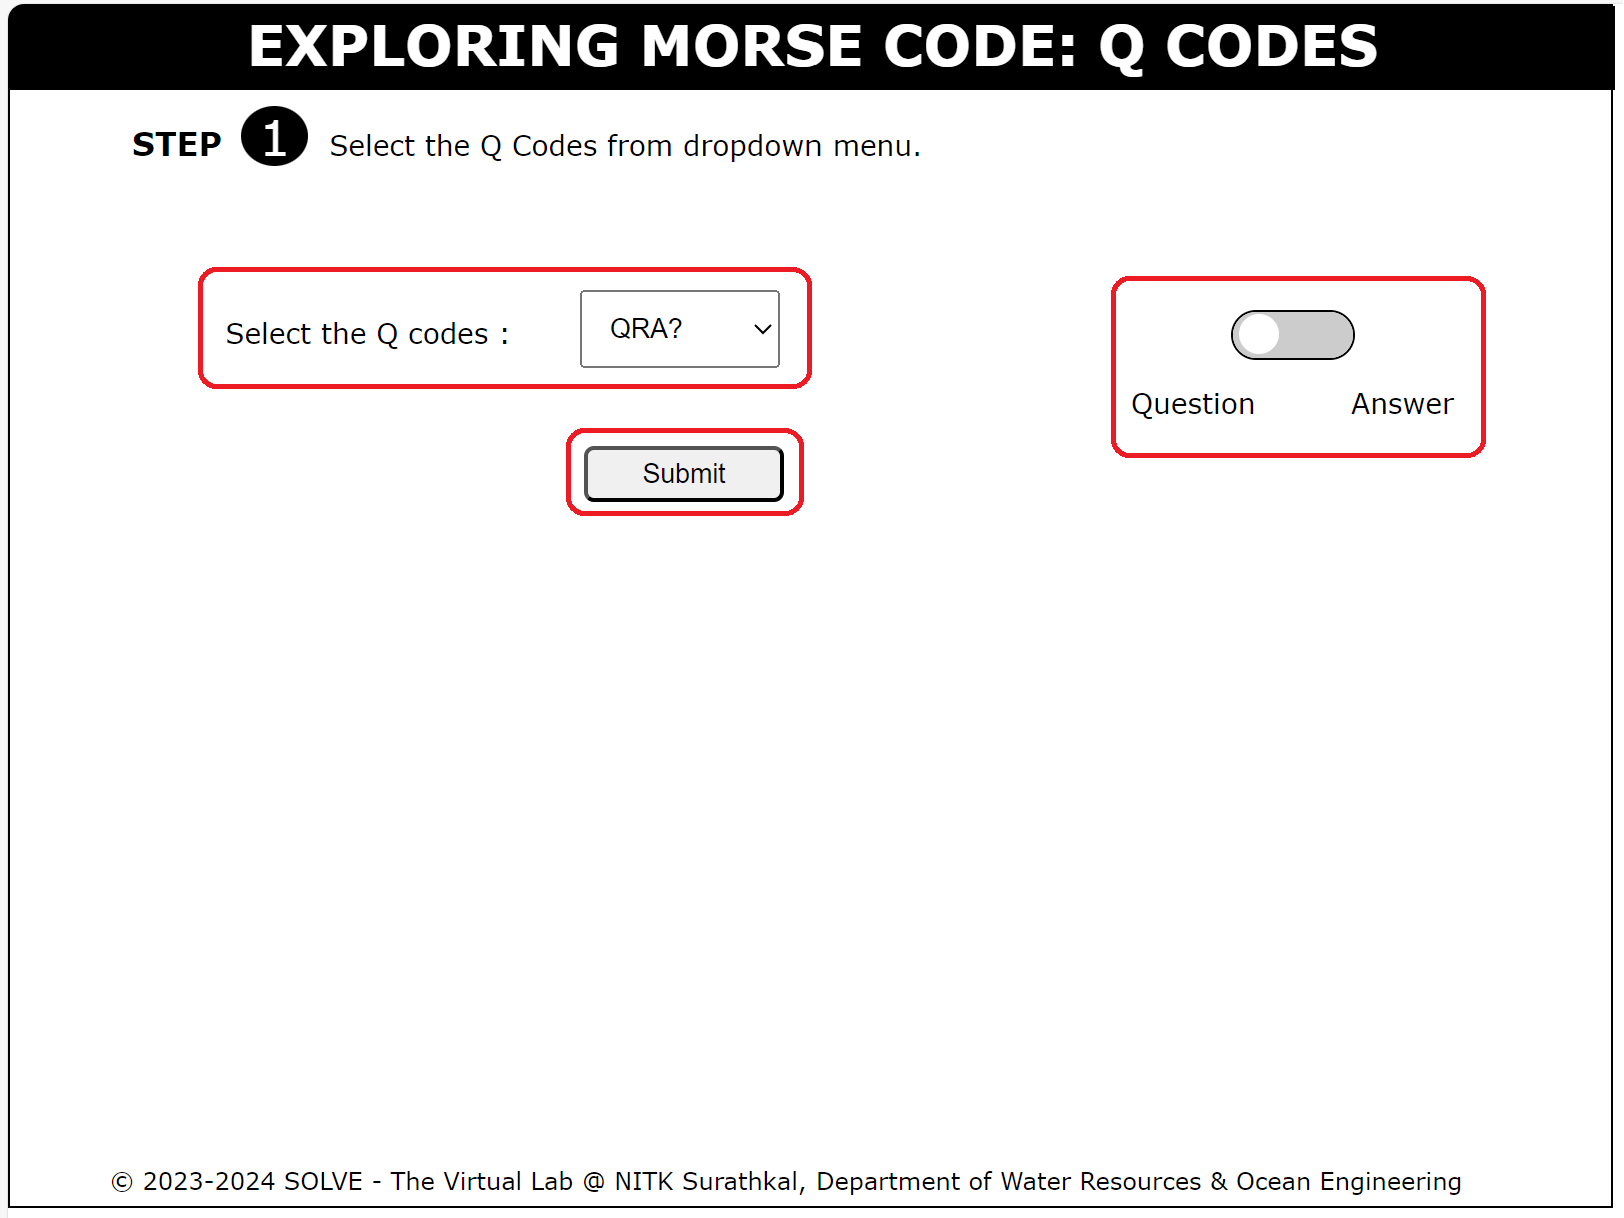 EXPLORING MORSE CODE: Q CODES
STEP 1 Select the Q Codes from dropdown menu.
Select the Q codes : QRA?
Question Answer
Submit
© 2023-2024 SOLVE - The Virtual Lab @ NITK Surathkal, Department of Water Resources & Ocean Engineering